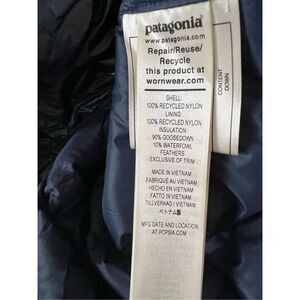 patagonia
www.patagonia.com
Repair/Reuse/
Recycle
this product at
wornwear.com
CONTENT
DOWN
SHELL:
100% RECYCLED NYLON
LINING:
100% RECYCLED NYLON
INSULATION:
90% GOOSEDOWN
10% WATERFOWL
FEATHERS
EXCLUSIVE OF TRIM
MADE IN VIETNAM
FABRIQUÉ AU VIETNAM
HECHO EN VIETNAM
FATTO IN VIETNAM
TILLVERKAD I VIETNAM
ベトナム製
MFG DATE AND LOCATION
AT PCPSIA.COM